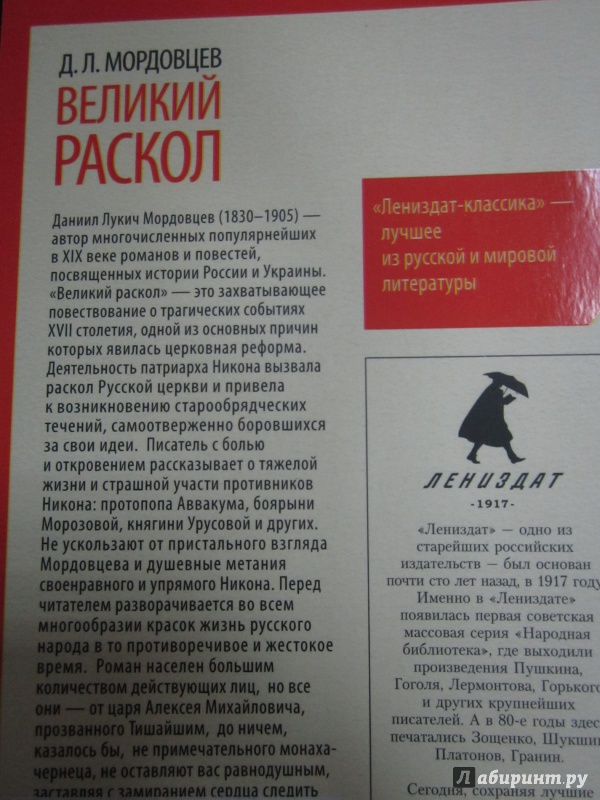 Д. Л. МОРДОВЦЕВ
ВЕЛИКИЙ
РАСКОЛ
Даниил Лукич Мордовцев (1830–1905) —
автор многочисленных популярнейших
в XIX веке романов и повестей,
посвященных истории России и Украины.
«Великий раскол» — это захватывающее
повествование о трагических событиях
XVII столетия, одной из основных причин
которых явилась церковная реформа.
Деятельность патриарха Никона вызвала
раскол Русской церкви и привела
к возникновению старообрядческих
течений, самоотверженно боровшихся
за свои идеи. Писатель с болью
и откровением рассказывает о тяжелой
жизни и страшной участи противников
Никона: протопопа Аввакума, боярыни
Морозовой, княгини Урусовой и других.
Не ускользают от пристального взгляда
Мордовцева и душевные метания
своенравного и упрямого Никона. Перед
читателем разворачивается во всем
многообразии красок жизнь русского
народа в то противоречивое и жестокое
время. Роман населен большим
количеством действующих лиц, но все
они — от царя Алексея Михайловича,
прозванного Тишайшим, до ничем,
казалось бы, не примечательного монаха-
чернеца, не оставляют вас равнодушным,
заставляя с замиранием сердца следить
«Лениздат-классика» —
лучшее
из русской и мировой
литературы
ЛЕНИЗДАТ
-1917-
«Лениздат» — одно из
старейших российских
издательств — был основан
почти сто лет назад, в 1917 году.
Именно в «Лениздате»
появилась первая советская
массовая серия «Народная
библиотека», где выходили
произведения Пушкина,
Гоголя, Лермонтова, Горького
и других крупнейших
писателей. А в 80-е годы здесь
печатались Зощенко, Шукшин,
Платонов, Гранин.
Сегодня, сохраняя лучшие
Лабиринт.ру